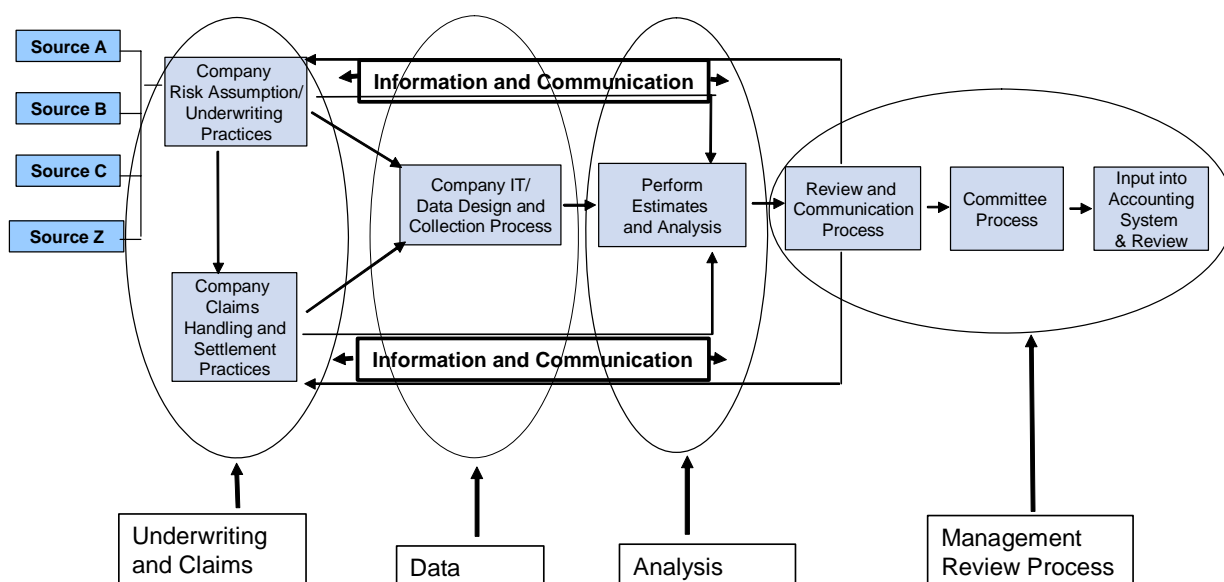 Source A
Source B
Source C
Source Z
Company
Risk Assumption/
Underwriting
Practices
Information and Communication
Company IT/
Data Design and
Collection Process
Perform
Estimates
and Analysis
Review and
Communication
Process
Committee
Process
Input into
Accounting
System
& Review
Company
Claims
Handling and
Settlement
Practices
Information and Communication
Underwriting
and Claims
Data
Analysis
Management
Review Process